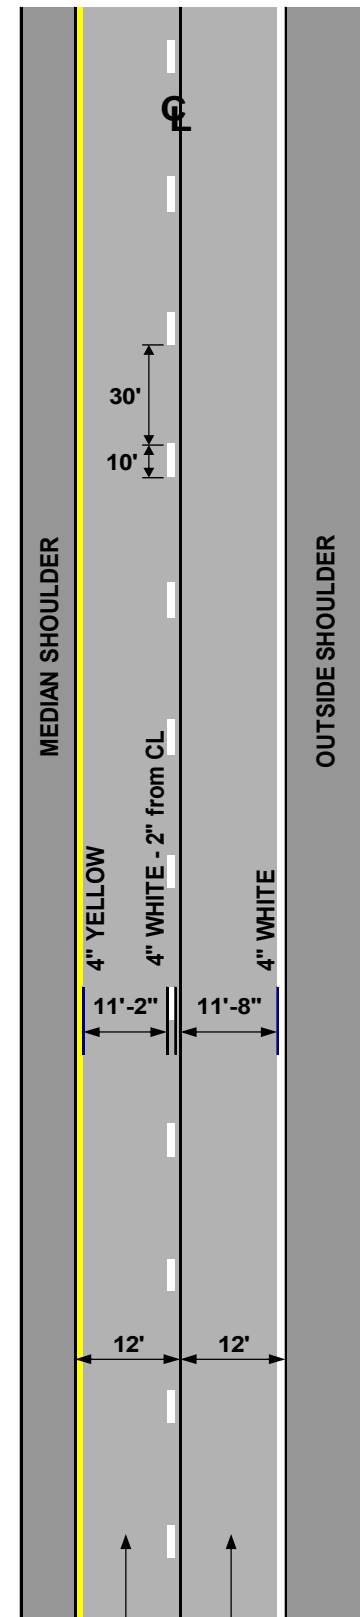 CL
30'
10'
MEDIAN SHOULDER
OUTSIDE SHOULDER
4" YELLOW
4" WHITE - 2" from CL
4" WHITE
11'-2"
11'-8"
12'
12'